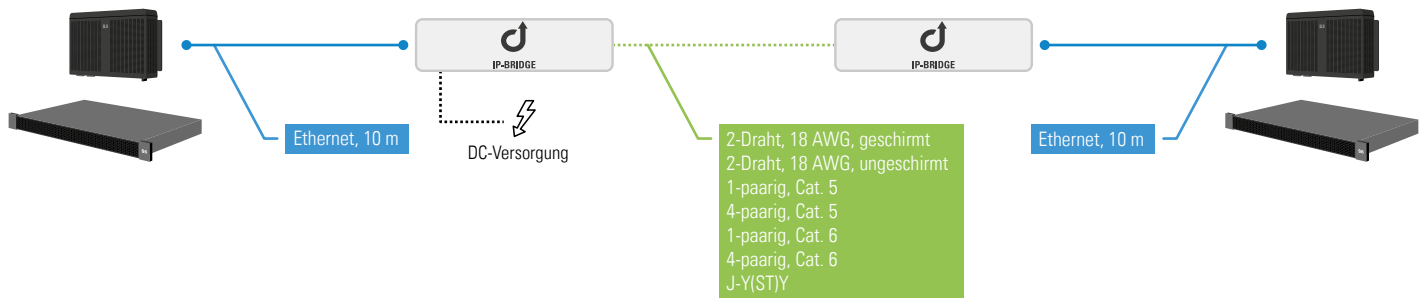 IP-BRIDGE
IP-BRIDGE
Ethernet, 10 m
DC-Versorgung
2-Draht, 18 AWG, geschirmt
2-Draht, 18 AWG, ungeschirmt
1-paarig, Cat. 5
4-paarig, Cat. 5
1-paarig, Cat. 6
4-paarig, Cat. 6
J-Y(ST)Y
Ethernet, 10 m